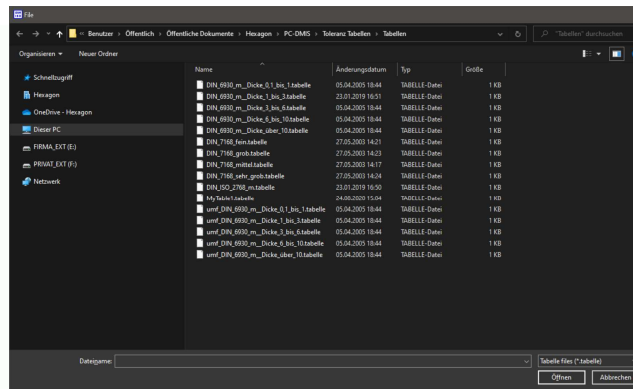 File
Benutzer › Öffentlich › Öffentliche Dokumente › Hexagon › PC-DMIS › Toleranz Tabellen › Tabellen
"Tabellen" durchsuchen
Organisieren Neuer Ordner
Name Änderungsdatum Typ Größe
Schnellzugriff
Hexagon
OneDrive - Hexagon
Dieser PC
FIRMA_EXT (E:)
PRIVAT_EXT (F:)
Netzwerk
DIN_6930_m__Dicke_0,1_bis_1.tabelle 05.04.2005 18:44 TABELLE-Datei 1 KB
DIN_6930_m__Dicke_1_bis_3.tabelle 23.01.2019 16:51 TABELLE-Datei 1 KB
DIN_6930_m__Dicke_3_bis_6.tabelle 05.04.2005 18:44 TABELLE-Datei 1 KB
DIN_6930_m__Dicke_6_bis_10.tabelle 05.04.2005 18:44 TABELLE-Datei 1 KB
DIN_6930_m__Dicke_über_10.tabelle 05.04.2005 18:44 TABELLE-Datei 1 KB
DIN_7168_fein.tabelle 27.05.2003 14:21 TABELLE-Datei 1 KB
DIN_7168_grob.tabelle 27.05.2003 14:23 TABELLE-Datei 1 KB
DIN_7168_mittel.tabelle 27.05.2003 14:17 TABELLE-Datei 1 KB
DIN_7168_sehr_grob.tabelle 27.05.2003 14:24 TABELLE-Datei 1 KB
DIN_ISO_2768_m.tabelle 23.01.2019 16:50 TABELLE-Datei 1 KB
MyTable1.tabelle 24.08.2020 15:04 TABELLE-Datei 1 KB
umf_DIN_6930_m__Dicke_0,1_bis_1.tabelle 05.04.2005 18:44 TABELLE-Datei 1 KB
umf_DIN_6930_m__Dicke_1_bis_3.tabelle 05.04.2005 18:44 TABELLE-Datei 1 KB
umf_DIN_6930_m__Dicke_3_bis_6.tabelle 05.04.2005 18:44 TABELLE-Datei 1 KB
umf_DIN_6930_m__Dicke_6_bis_10.tabelle 05.04.2005 18:44 TABELLE-Datei 1 KB
umf_DIN_6930_m__Dicke_über_10.tabelle 05.04.2005 18:44 TABELLE-Datei 1 KB
Dateiname: Tabelle files (*.tabelle)
Öffnen Abbrechen